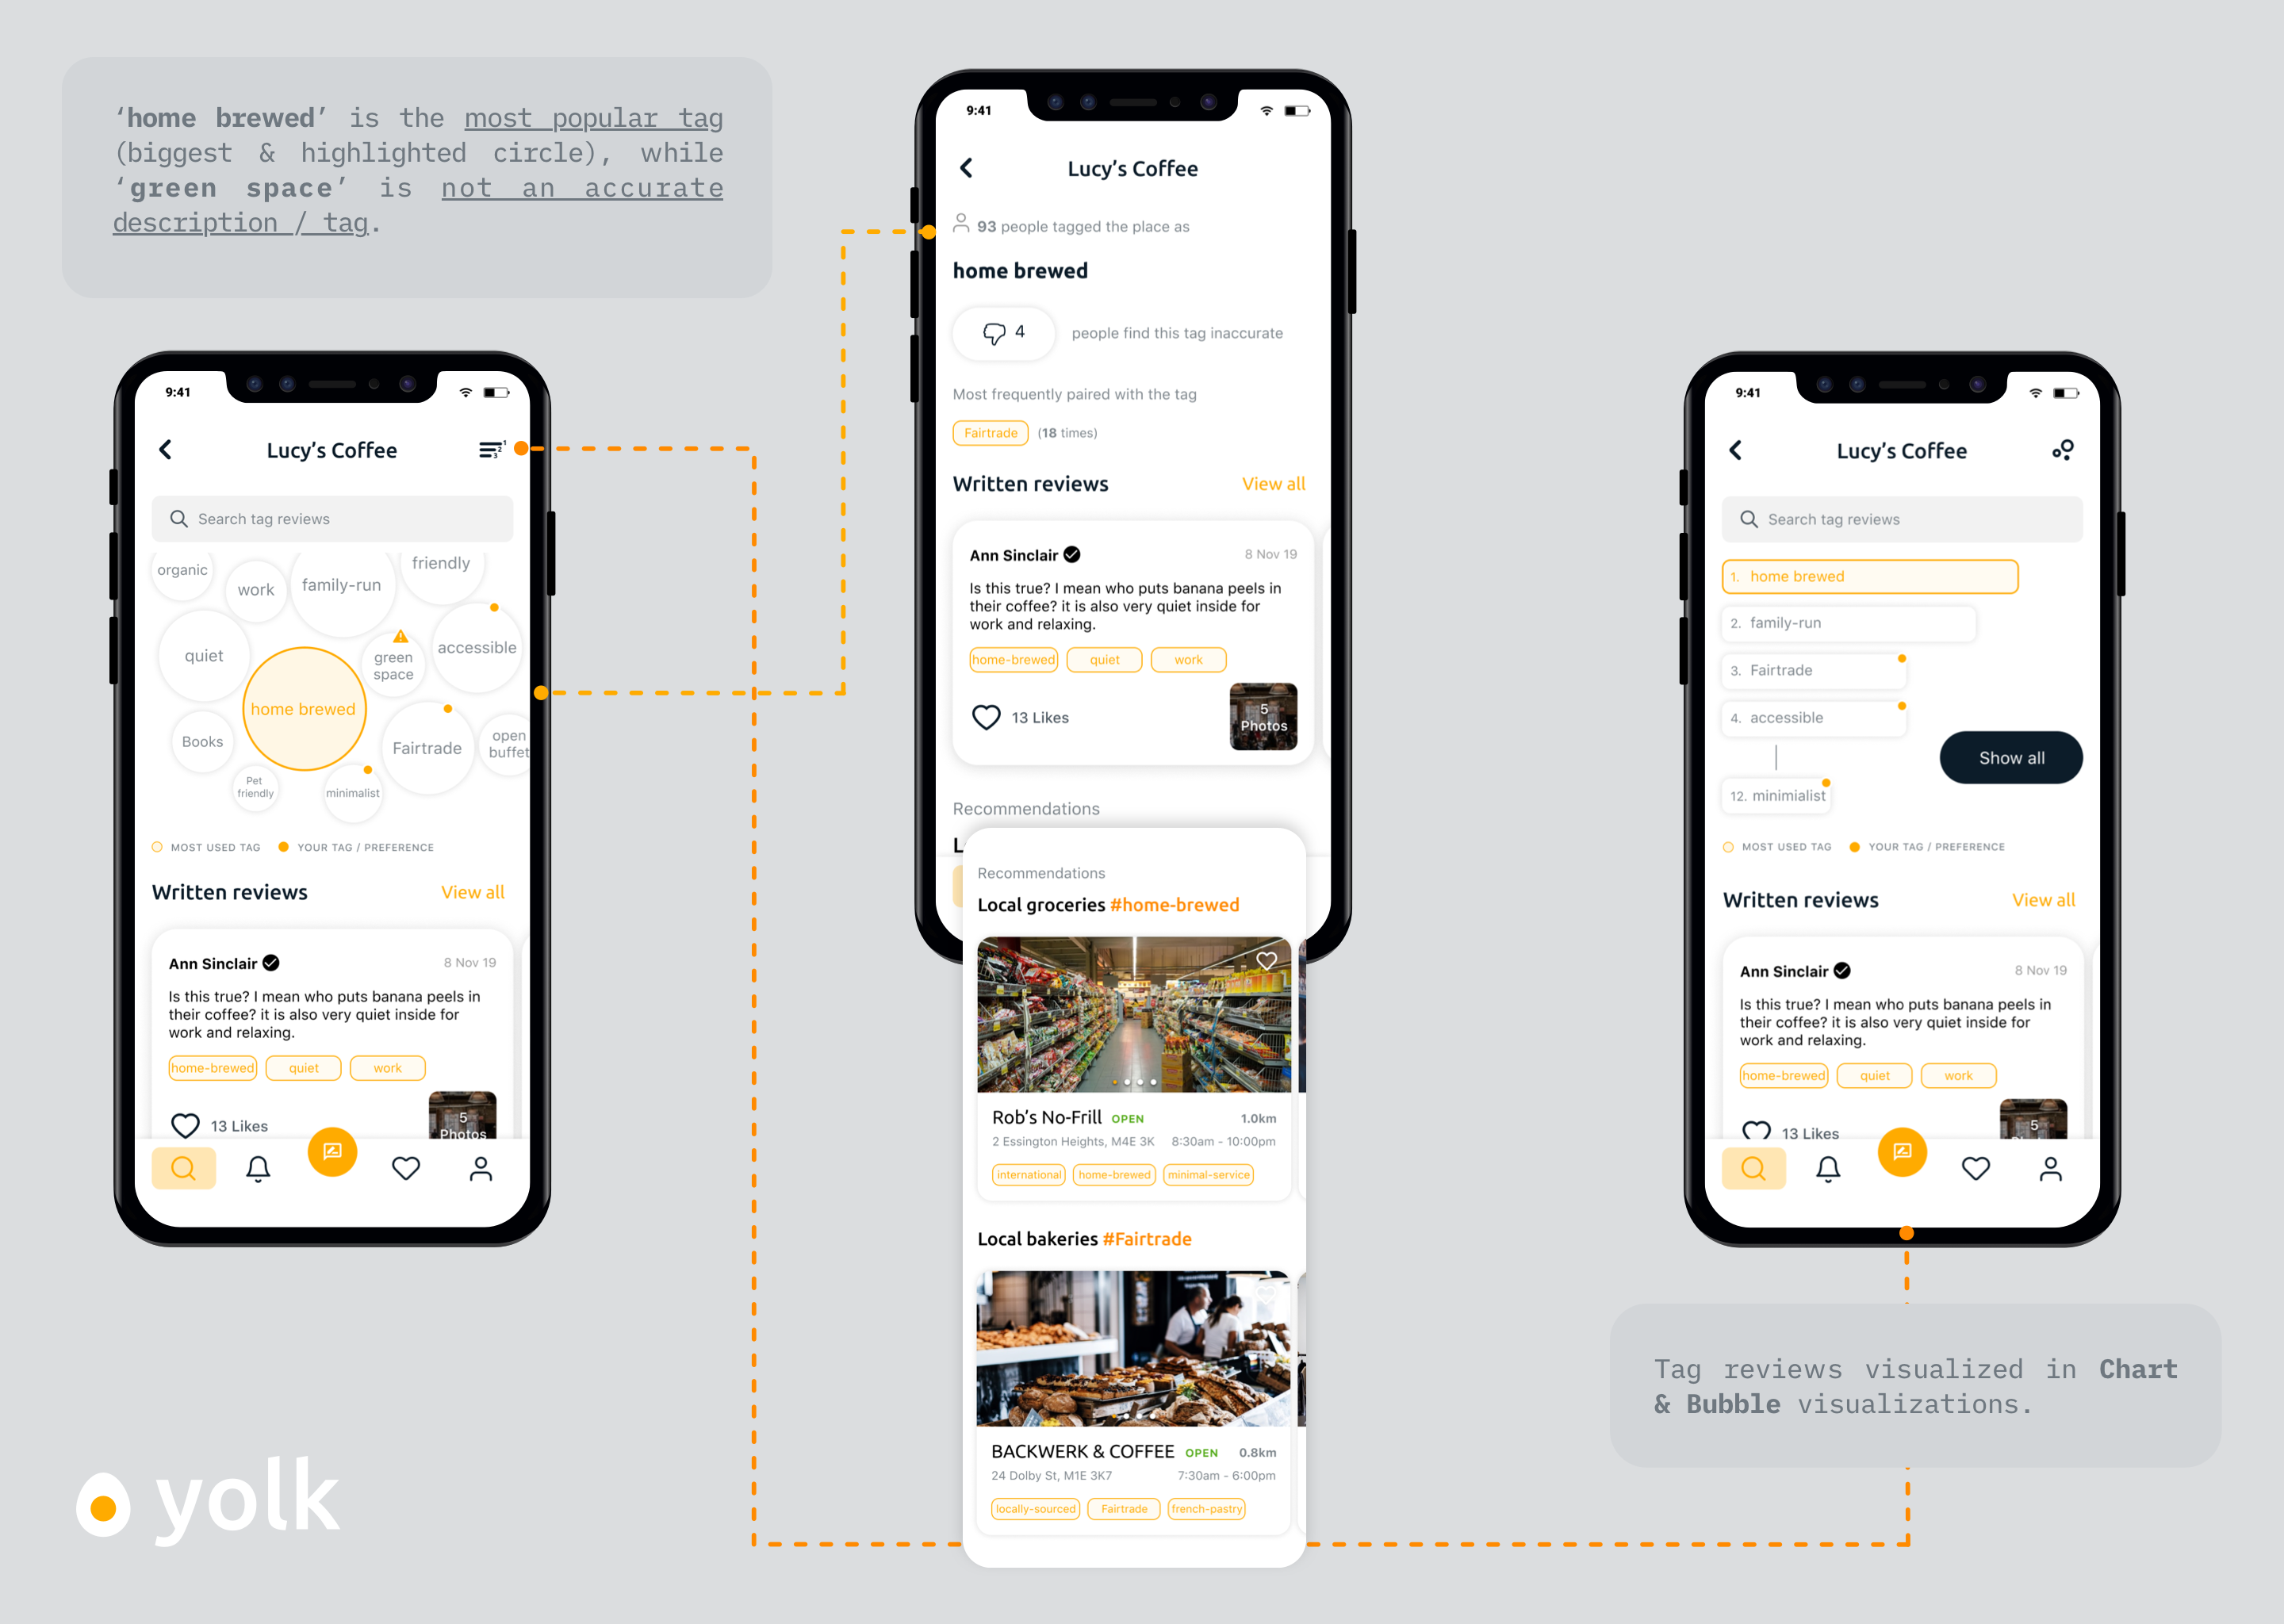 ‘home brewed’ is the most popular tag
(biggest & highlighted circle), while
‘green space’ is not an accurate
description / tag.
9:41
Lucy’s Coffee
1
2
3
Search tag reviews
organic
work
family-run
friendly
quiet
home brewed
green
space
accessible
Books
Fairtrade
open
buffet
Pet
friendly
minimalist
MOST USED TAG
YOUR TAG / PREFERENCE
Written reviews
View all
Ann Sinclair
8 Nov 19
Is this true? I mean who puts banana peels in
their coffee? it is also very quiet inside for
work and relaxing.
home-brewed
quiet
work
13 Likes
5
Photos
yolk
9:41
Lucy’s Coffee
93 people tagged the place as
home brewed
4
people find this tag inaccurate
Most frequently paired with the tag
Fairtrade
(18 times)
Written reviews
View all
Ann Sinclair
8 Nov 19
Is this true? I mean who puts banana peels in
their coffee? it is also very quiet inside for
work and relaxing.
home-brewed
quiet
work
13 Likes
5
Photos
Recommendations
L
Recommendations
Local groceries #home-brewed
Rob’s No-Frill OPEN
1.0km
2 Essington Heights, M4E 3K
8:30am - 10:00pm
international
home-brewed
minimal-service
Local bakeries #Fairtrade
BACKWERK & COFFEE OPEN
0.8km
24 Dolby St, M1E 3K7
7:30am - 6:00pm
locally-sourced
Fairtrade
french-pastry
9:41
Lucy’s Coffee
Search tag reviews
1. home brewed
2. family-run
3. Fairtrade
4. accessible
Show all
12. minimialist
MOST USED TAG
YOUR TAG / PREFERENCE
Written reviews
View all
Ann Sinclair
8 Nov 19
Is this true? I mean who puts banana peels in
their coffee? it is also very quiet inside for
work and relaxing.
home-brewed
quiet
work
13 Likes
5
Tag reviews visualized in Chart
& Bubble visualizations.